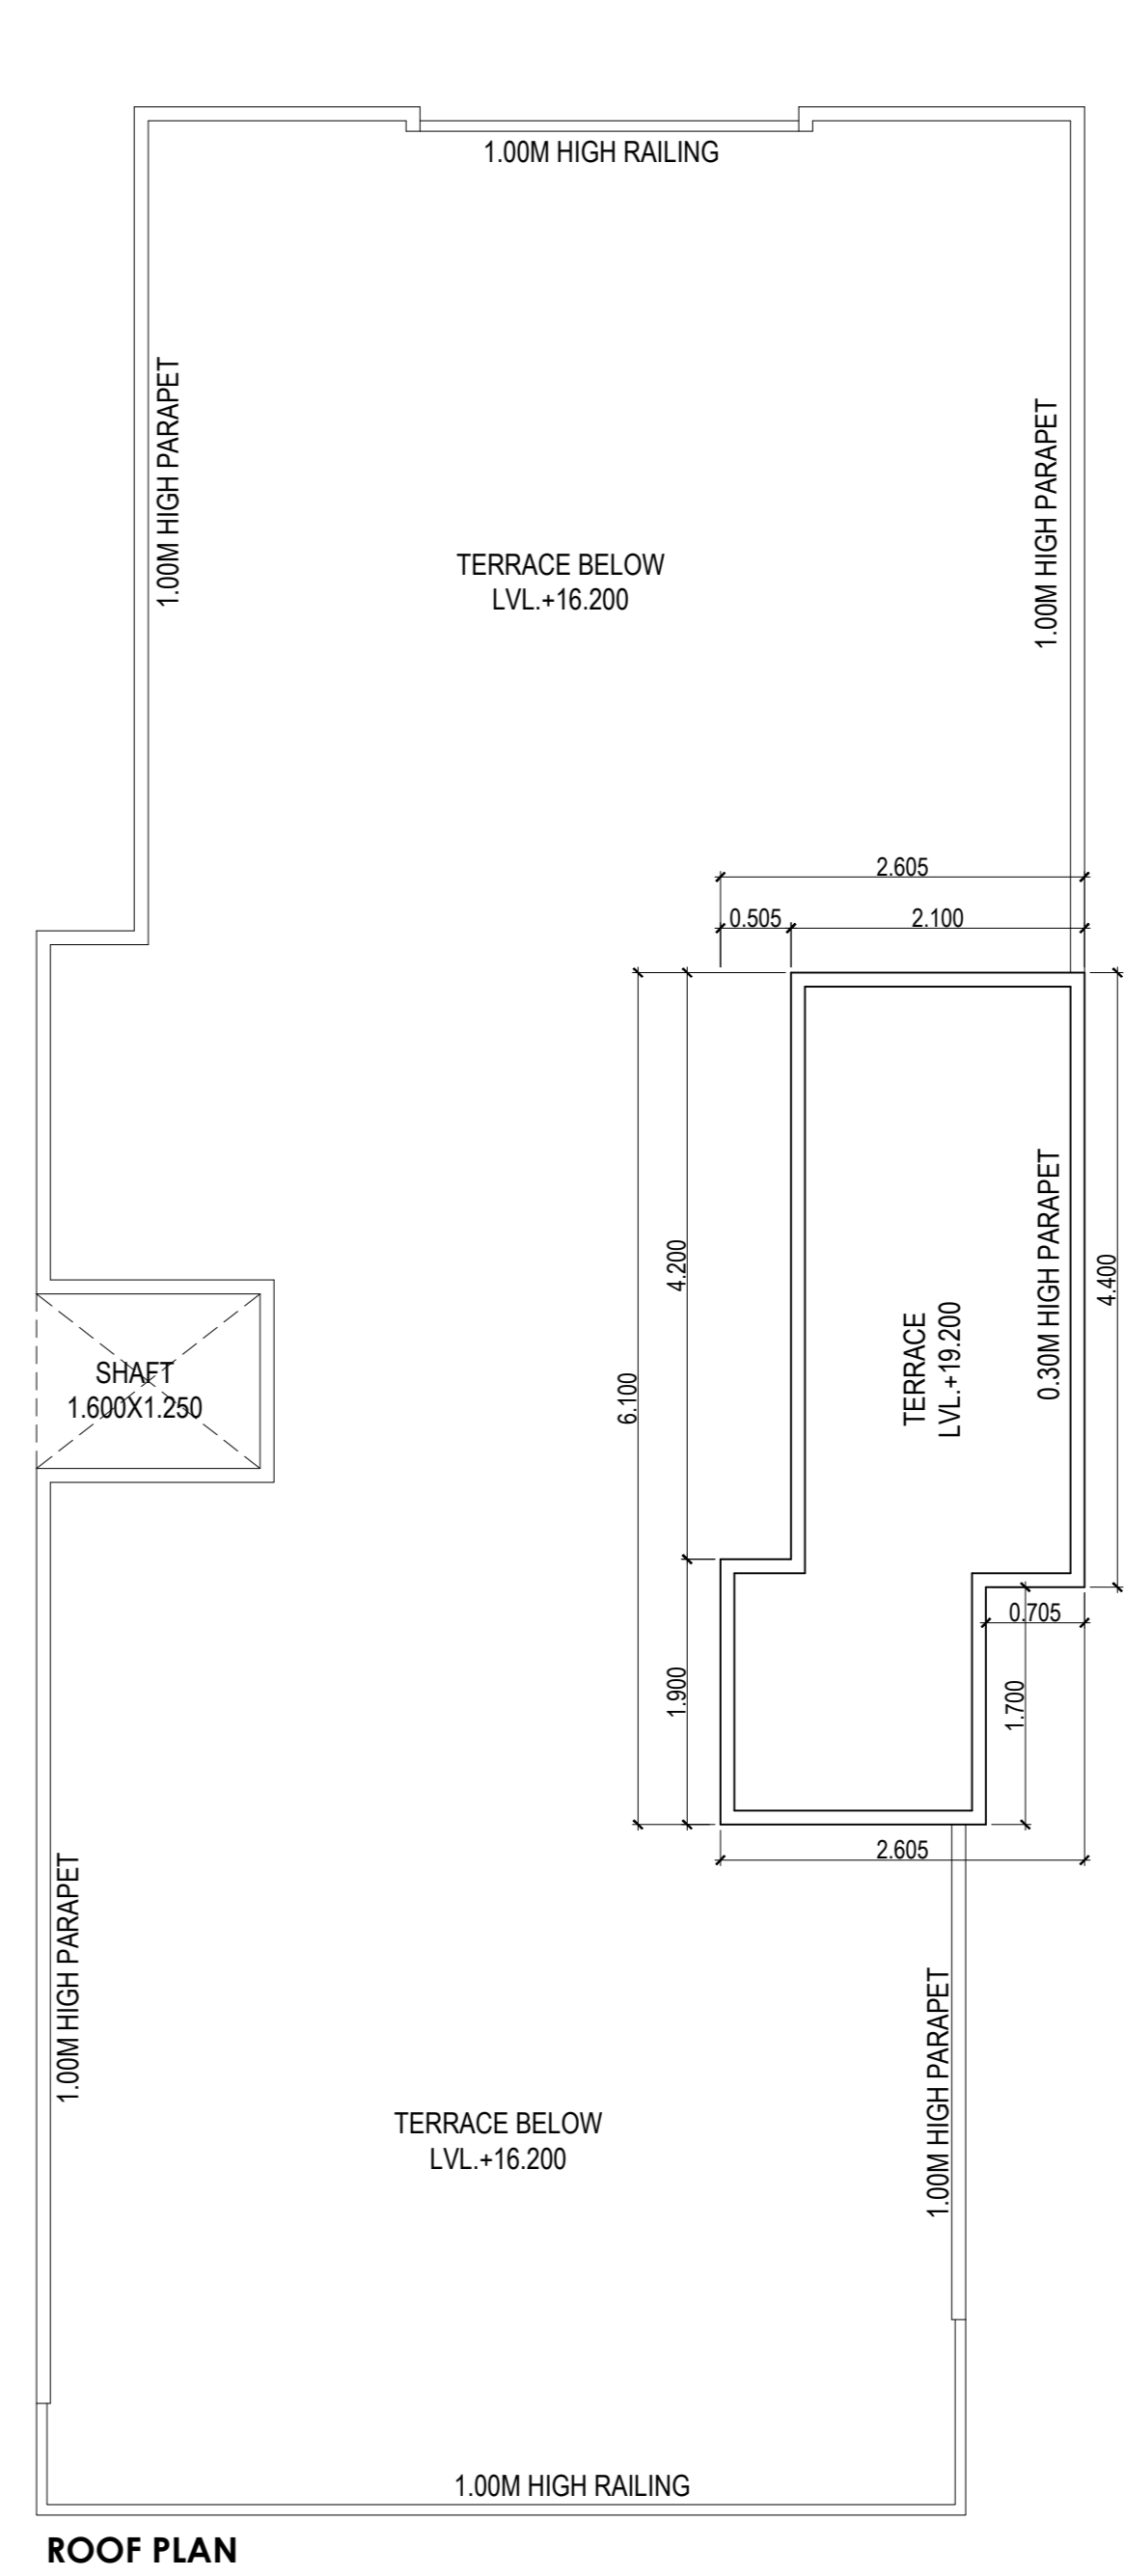 1.00M HIGH RAILING
1.00M HIGH PARAPET
1.00M HIGH PARAPET
TERRACE BELOW
LVL.+16.200
2.605
0.505
2.100
4.200
6.100
1.900
TERRACE
LVL.+19.200
0.30M HIGH PARAPET
4.400
SHAFT
1.600X1.250
0.705
1.700
2.605
1.00M HIGH PARAPET
1.00M HIGH PARAPET
TERRACE BELOW
LVL.+16.200
1.00M HIGH RAILING
ROOF PLAN